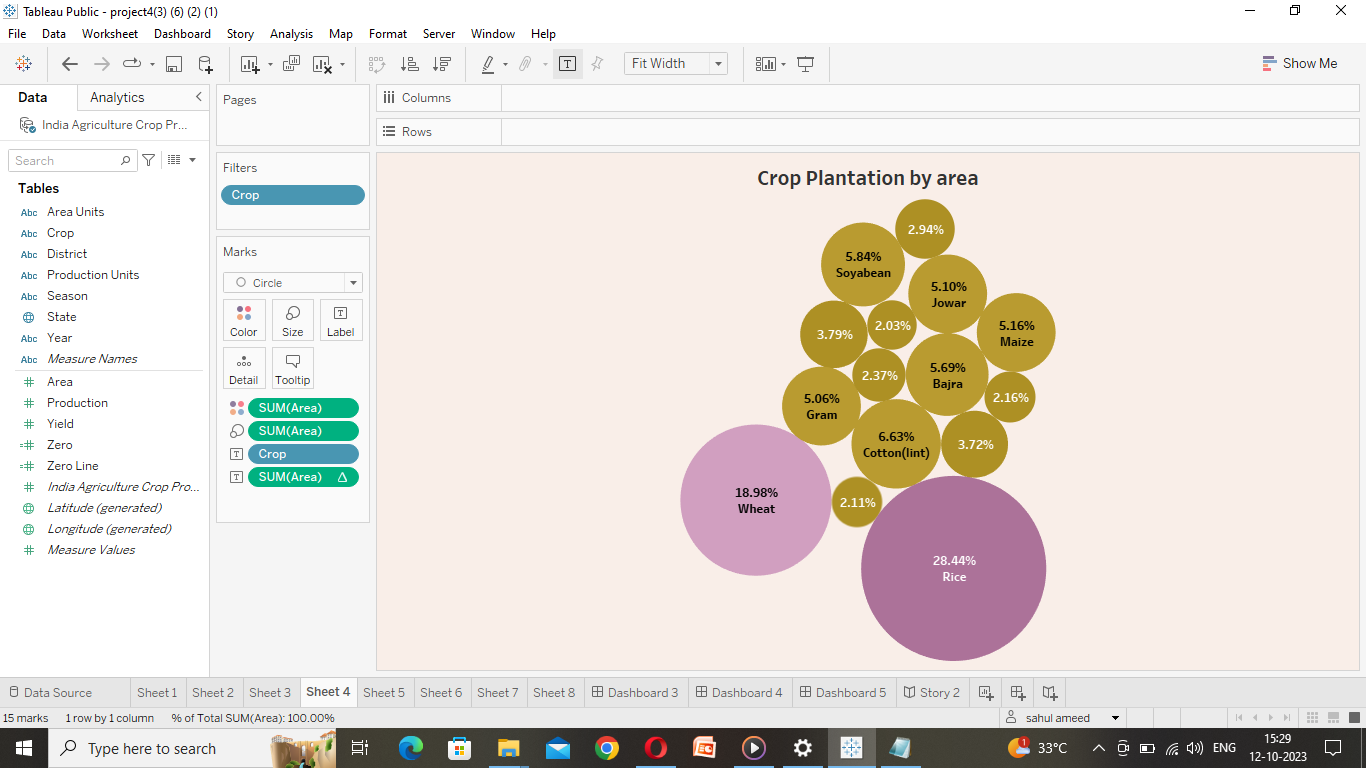 Tableau Public - project4(3) (6) (2) (1)
File Data Worksheet Dashboard Story Analysis Map Format Server Window Help
Fit Width
Show Me
Data Analytics
India Agriculture Crop Pr...
Search
Tables
Abc Area Units
Abc Crop
Abc District
Abc Production Units
Abc Season
State
Abc Year
Abc Measure Names
# Area
# Production
# Yield
=# Zero
=# Zero Line
# India Agriculture Crop Pro...
Latitude (generated)
Longitude (generated)
# Measure Values
Pages
Filters
Crop
Marks
Circle
Color Size Label
Detail Tooltip
SUM(Area)
SUM(Area)
Crop
SUM(Area) Δ
Columns
Rows
Crop Plantation by area
2.94%
5.84%
Soyabean
5.10%
Jowar
5.16%
Maize
3.79%
2.03%
2.37%
5.69%
Bajra
2.16%
5.06%
Gram
6.63%
Cotton(lint)
3.72%
18.98%
Wheat
2.11%
28.44%
Rice
Data Source Sheet 1 Sheet 2 Sheet 3 Sheet 4 Sheet 5 Sheet 6 Sheet 7 Sheet 8 Dashboard 3 Dashboard 4 Dashboard 5 Story 2
15 marks 1 row by 1 column % of Total SUM(Area): 100.00%
sahul ameed
Type here to search
1
33°C
ENG
15:29
12-10-2023